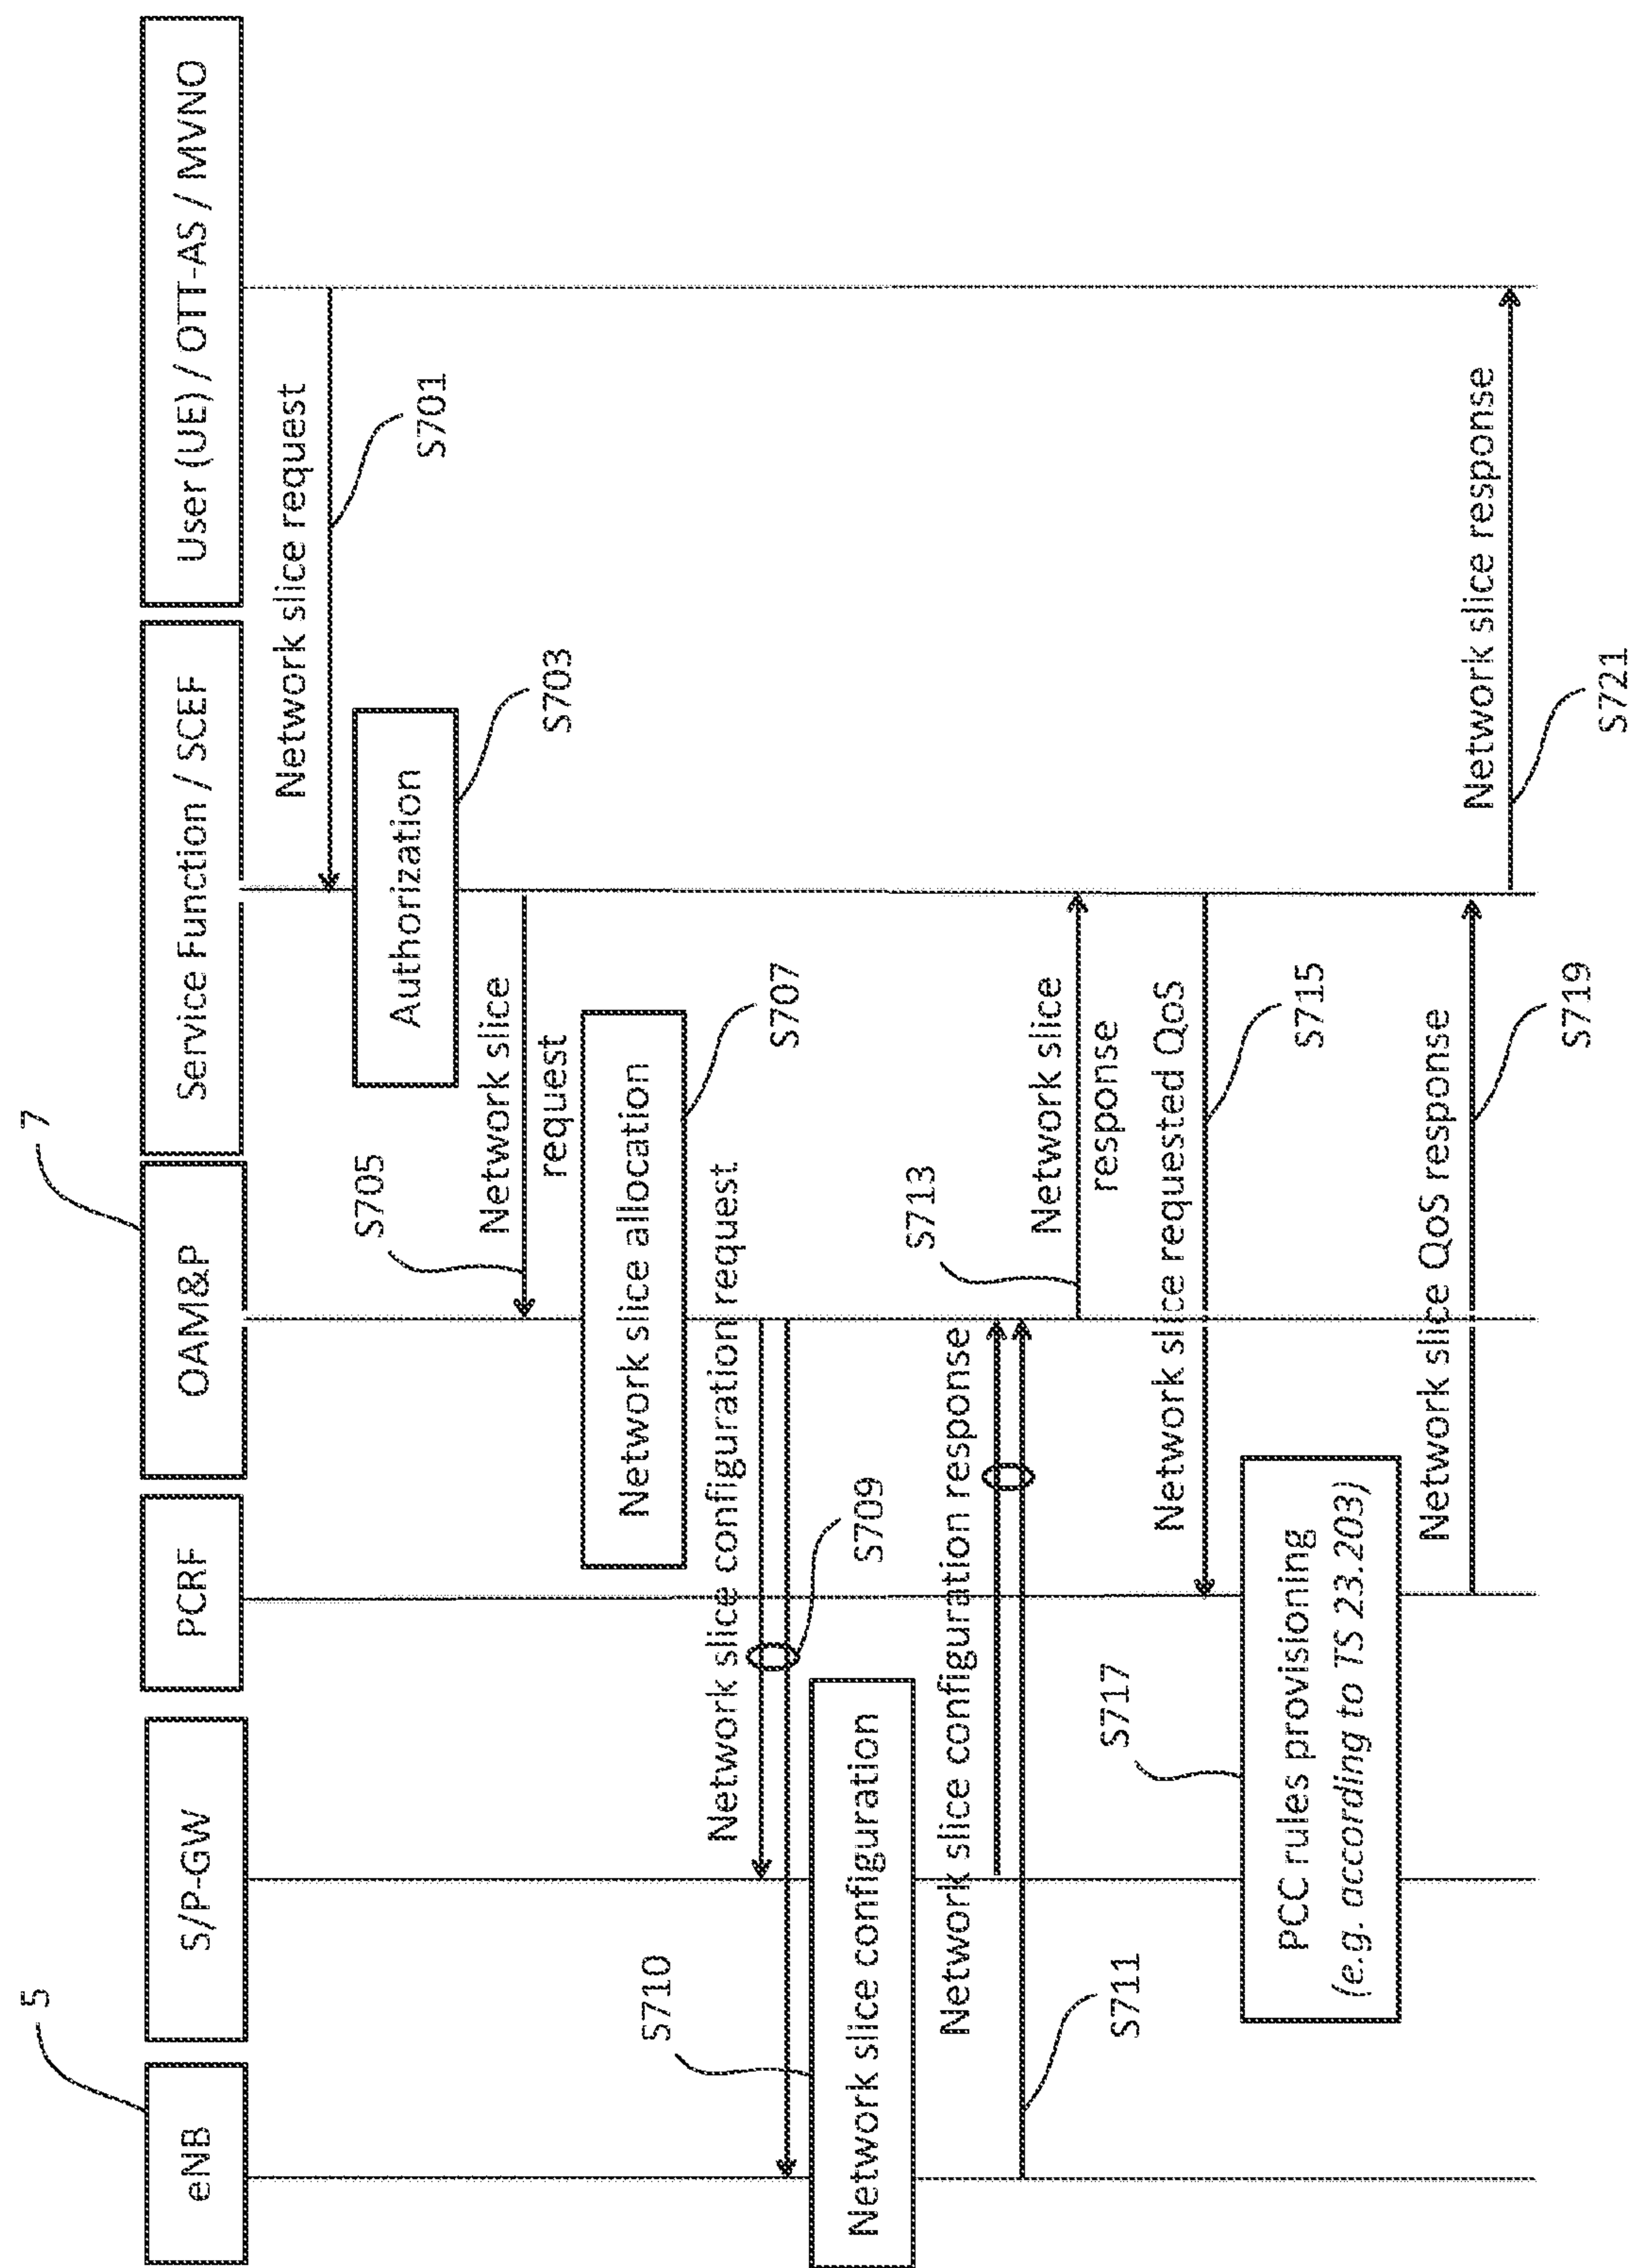 5
7
eNB
S/P-GW
PCRF
OAM&P
Service Function / SCEF
User (UE) / OTT-AS / MVNO
Network slice request
S701
Authorization
S703
S705
Network slice
request
Network slice allocation
S707
Network slice configuration request
S709
S710
Network slice configuration
Network slice configuration response
S711
S713
Network slice
response
Network slice requested QoS
S715
S717
PCC rules provisioning
(e.g. according to TS 23.203)
Network slice QoS response
S719
Network slice response
S721